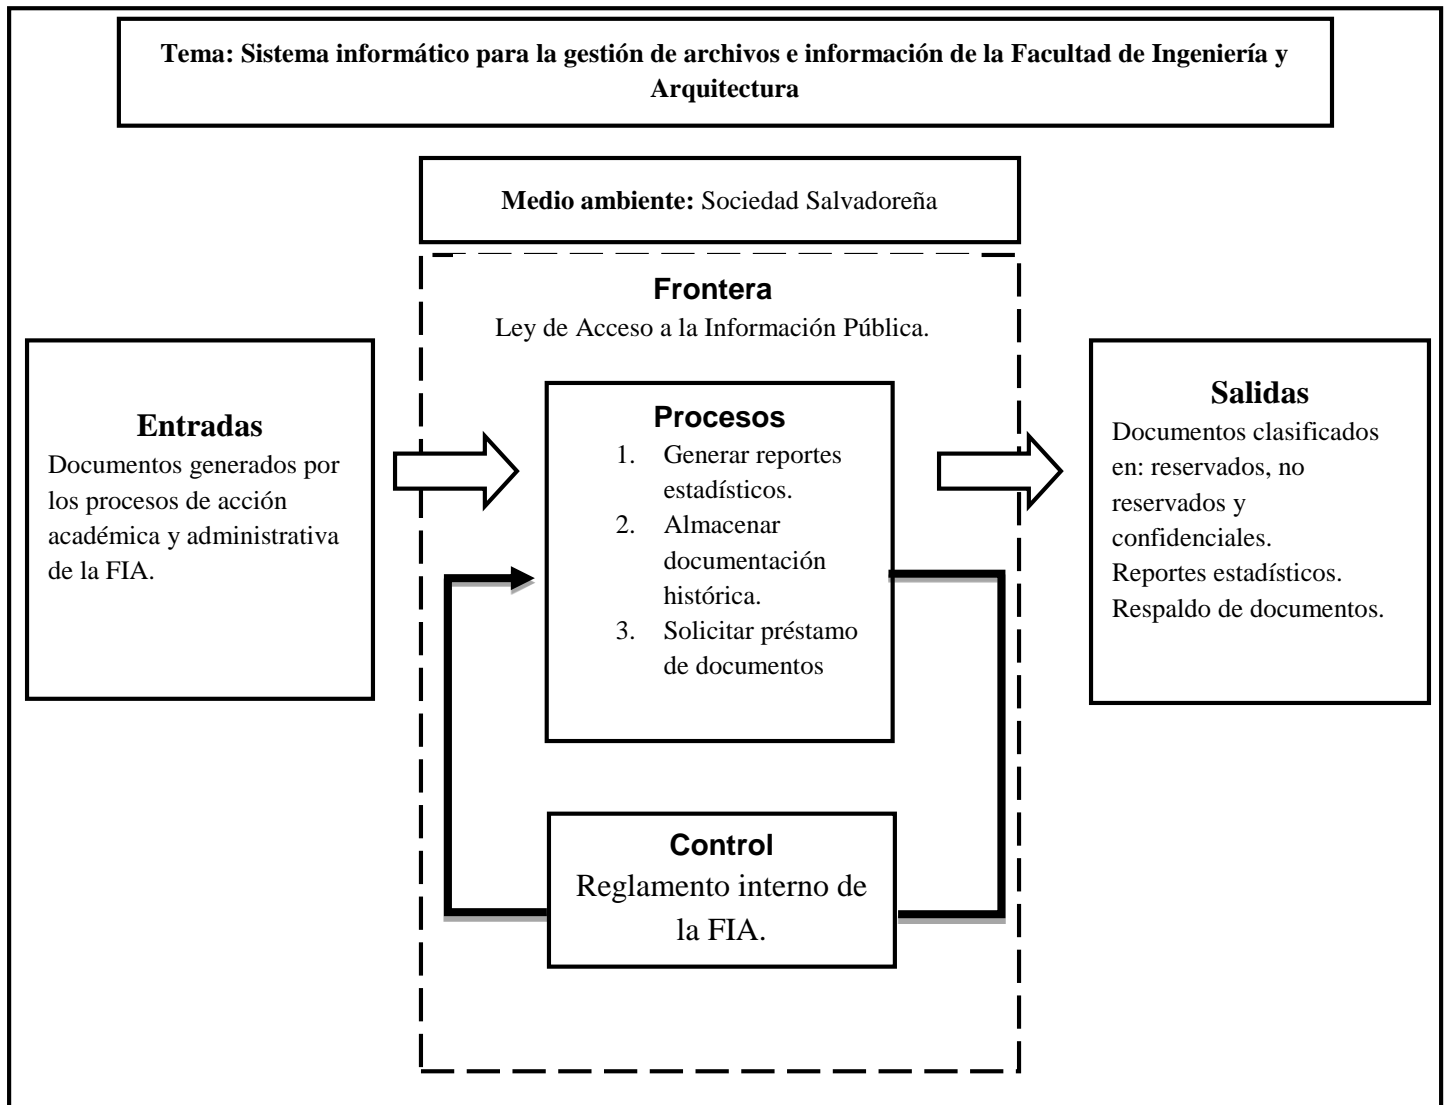 Tema: Sistema informático para la gestión de archivos e información de la Facultad de Ingeniería y
Arquitectura
Medio ambiente: Sociedad Salvadoreña
Frontera
Ley de Acceso a la Información Pública.
Entradas
Documentos generados por
los procesos de acción
académica y administrativa
de la FIA.
Procesos
1. Generar reportes
estadísticos.
2. Almacenar
documentación
histórica.
3. Solicitar préstamo
de documentos
Salidas
Documentos clasificados
en: reservados, no
reservados y
confidenciales.
Reportes estadísticos.
Respaldo de documentos.
Control
Reglamento interno de
la FIA.